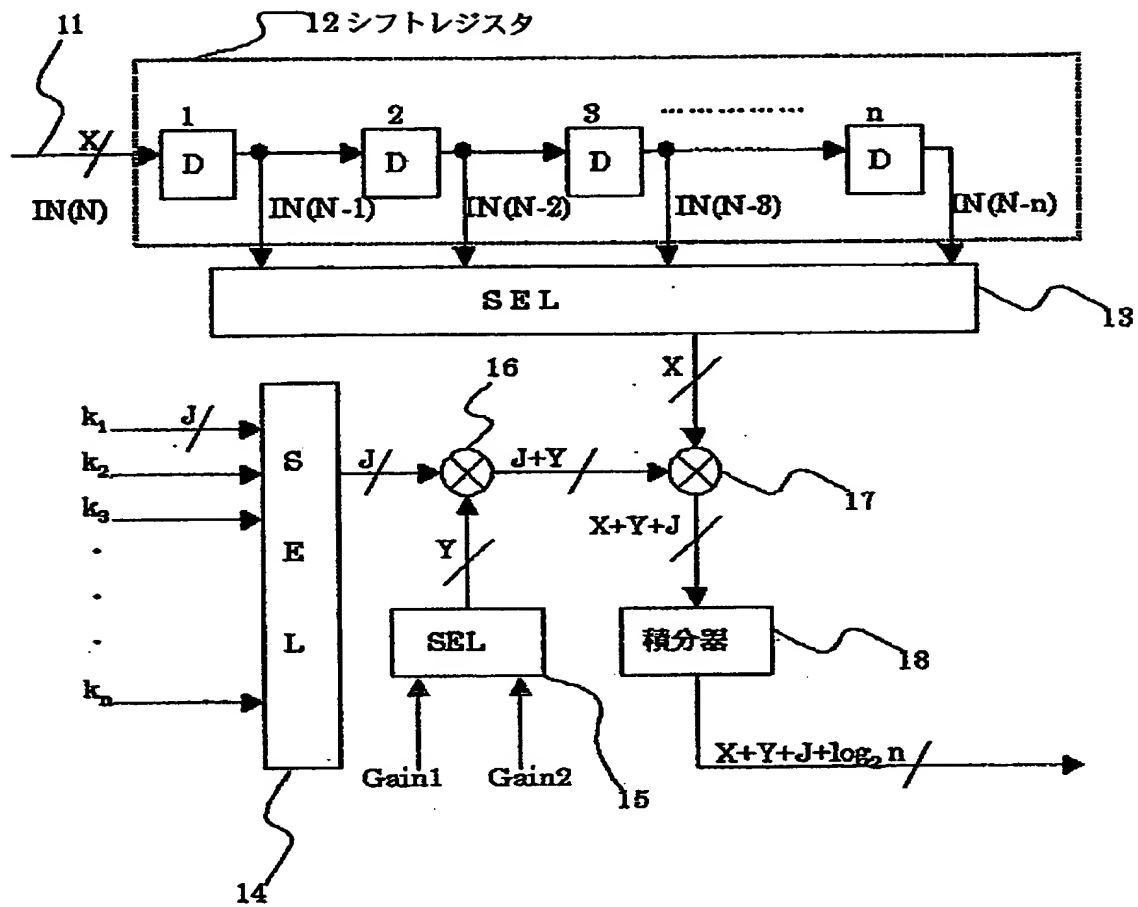 12シフトレジスタ
11
1 2 3 ............... n
X
D D D D
IN(N) IN(N-1) IN(N-2) IN(N-3) IN(N-n)
SEL
13
X
16
k1 J
k2
k3
kn
SEL
J
J+Y
17
X+Y+J
Y
SEL
15
積分器
18
Gain1 Gain2
X+Y+J+log2 n
14